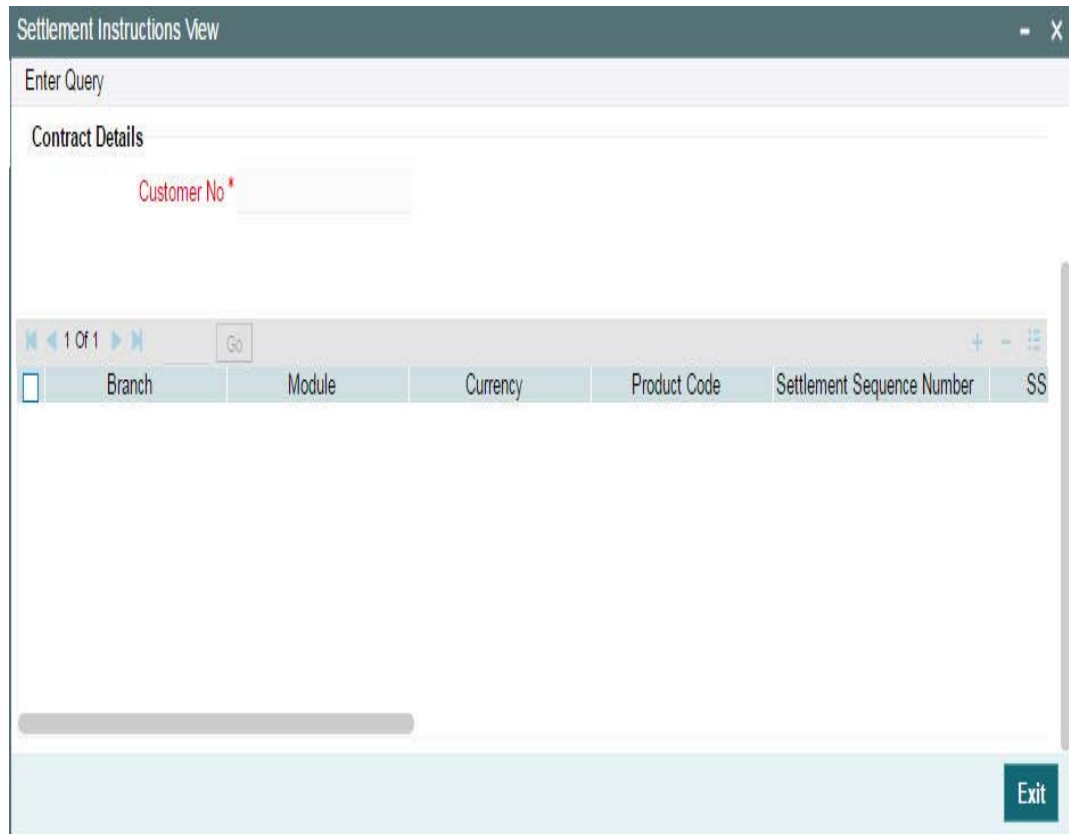 Settlement Instructions View
Enter Query
Contract Details
Customer No *
1 Of 1 Go
Branch Module Currency Product Code Settlement Sequence Number SS
Exit